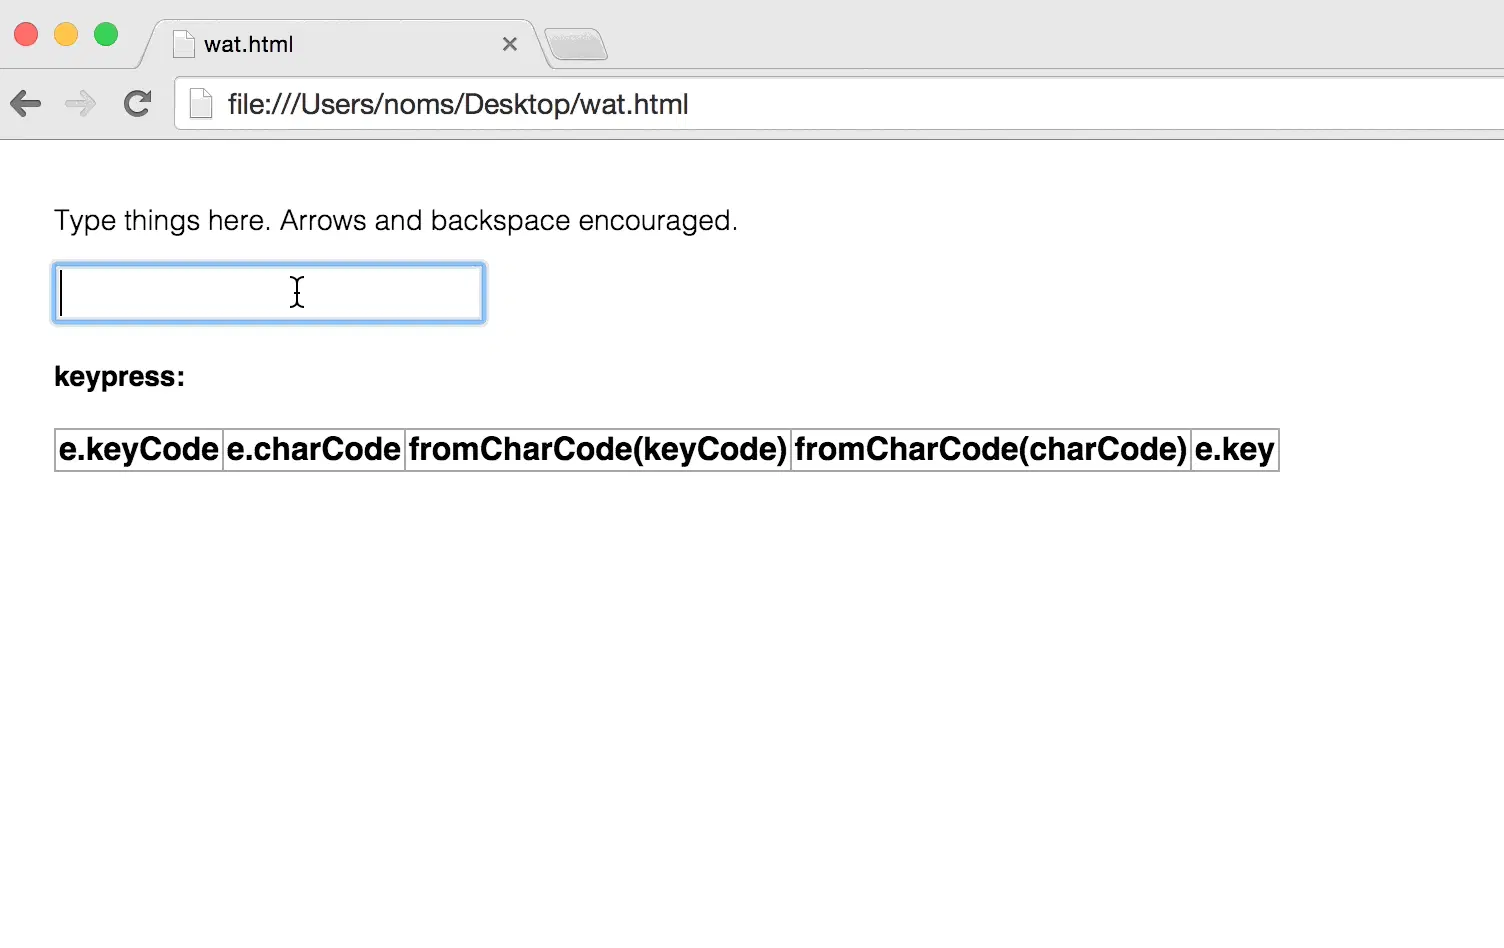 wat.html
file:///Users/noms/Desktop/wat.html
Type things here. Arrows and backspace encouraged.
keypress:
e.keyCode e.charCode fromCharCode(keyCode) fromCharCode(charCode) e.key